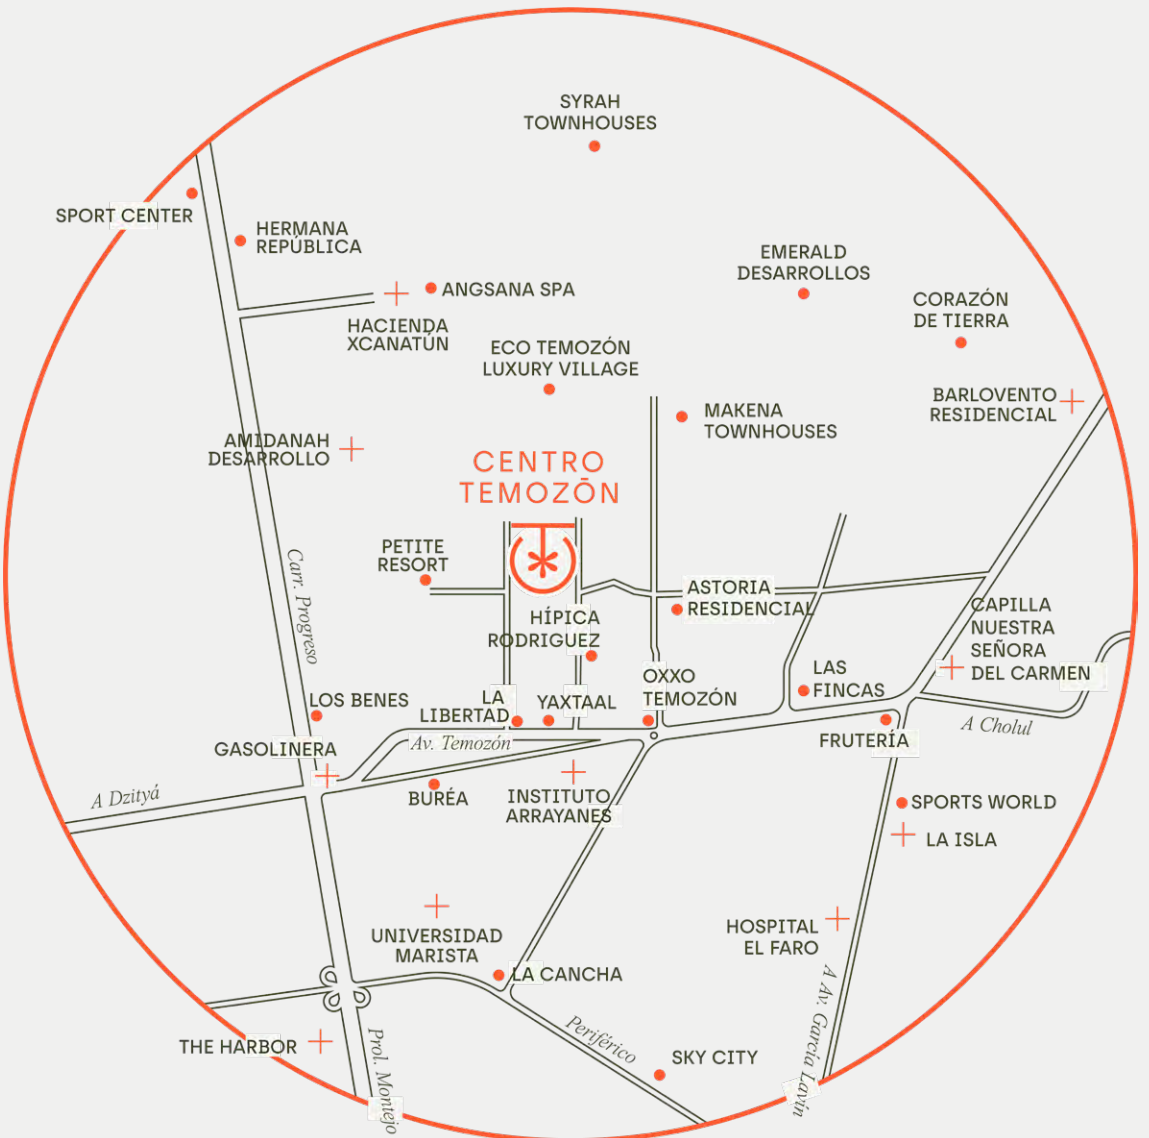 SYRAH
TOWNHOUSES
SPORT CENTER
HERMANA
REPÚBLICA
EMERALD
DESARROLLOS
ANGSANA SPA
CORAZÓN
DE TIERRA
HACIENDA
XCANATÚN
ECO TEMOZÓN
LUXURY VILLAGE
BARLOVENTO
RESIDENCIAL
MAKENA
TOWNHOUSES
AMIDANAH
DESARROLLO
CENTRO
TEMOZŌN
PETITE
RESORT
Carr. Progreso
ASTORIA
RESIDENCIAL
HÍPICA
RODRIGUEZ
CAPILLA
NUESTRA
SEÑORA
DEL CARMEN
OXXO
TEMOZÓN
LAS
FINCAS
LOS BENES
LA
LIBERTAD
YAXTAAL
A Cholul
GASOLINERA
Av. Temozón
FRUTERÍA
A Dzityá
BURÉA
INSTITUTO
ARRAYANES
SPORTS WORLD
LA ISLA
UNIVERSIDAD
MARISTA
HOSPITAL
EL FARO
LA CANCHA
A Av. Garcia Lavín
THE HARBOR
Prol. Montejo
Periférico
SKY CITY